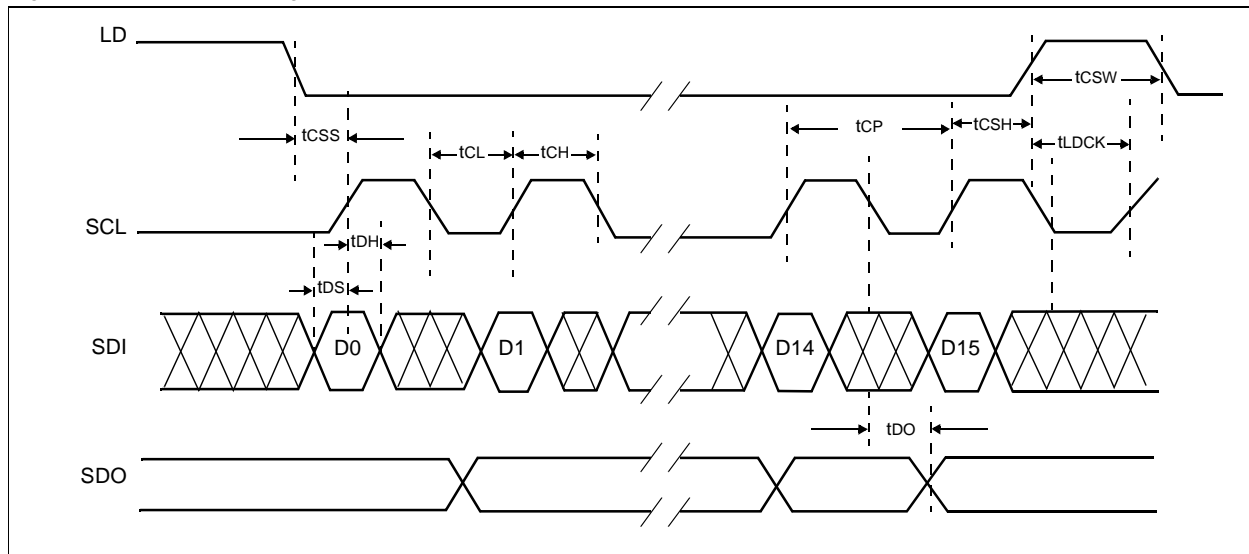 LD
tCSW
tCSS
tCP
tCSH
tCL
tCH
tLDCK
SCL
tDH
tDS
SDI
D0
D1
D14
D15
tDO
SDO